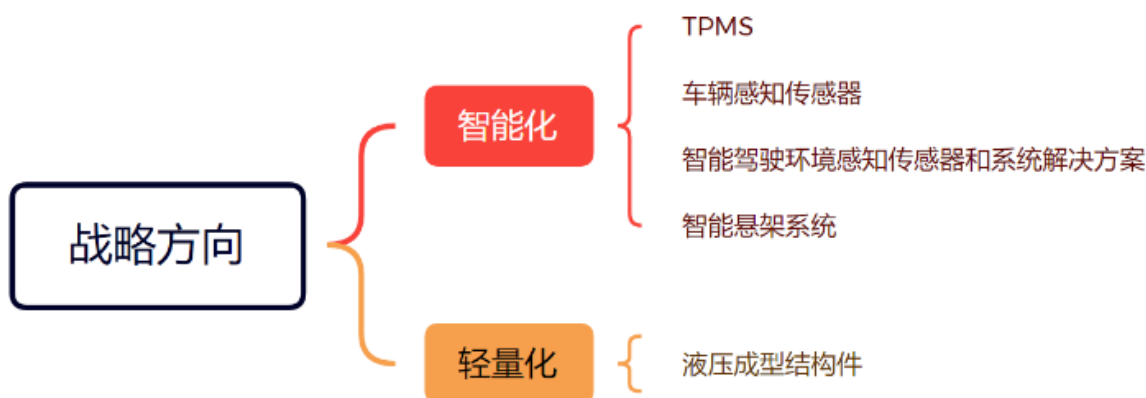 战略方向
智能化
TPMS
车辆感知传感器
智能驾驶环境感知传感器和系统解决方案
智能悬架系统
轻量化
液压成型结构件